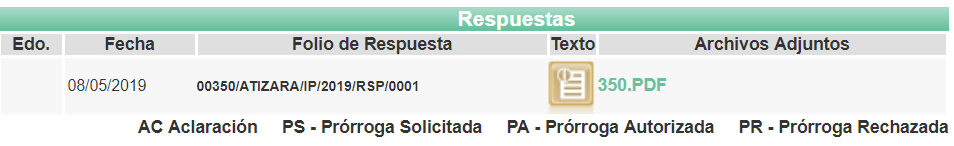 Respuestas
Edo. Fecha Folio de Respuesta Texto Archivos Adjuntos
08/05/2019 00350/ATIZARA/IP/2019/RSP/0001 350.PDF
AC Aclaración PS - Prórroga Solicitada PA - Prórroga Autorizada PR - Prórroga Rechazada